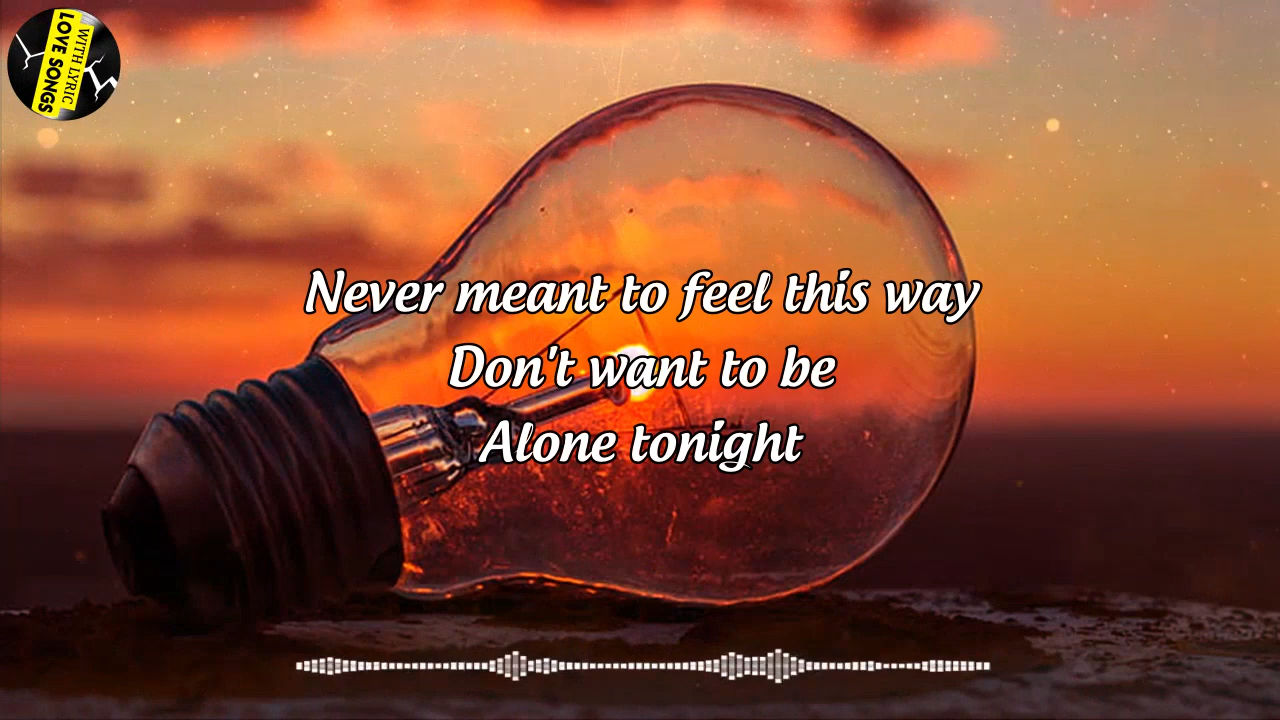 WITH LYRIC
LOVE SONGS
Never meant to feel this way
Don't want to be
Alone tonight